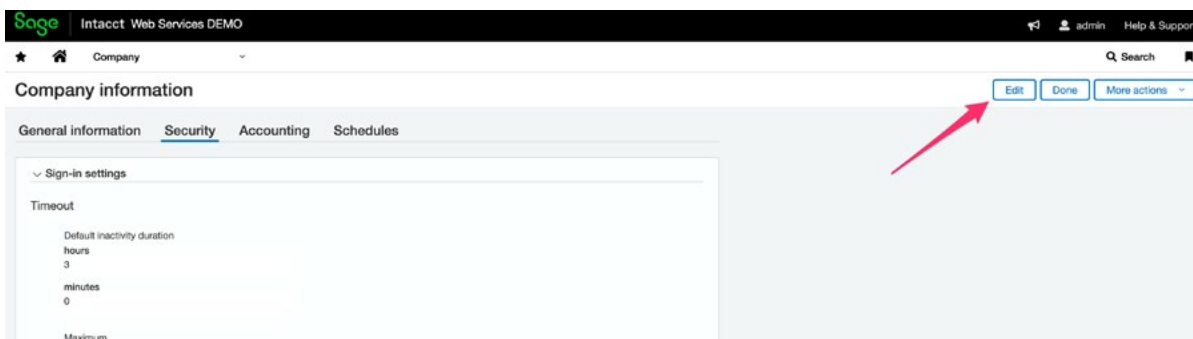 Sage Intacct Web Services DEMO admin Help & Suppor
Company Search
Company information Edit Done More actions
General information Security Accounting Schedules
Sign-in settings
Timeout
Default inactivity duration
hours
3
minutes
0
Maximum